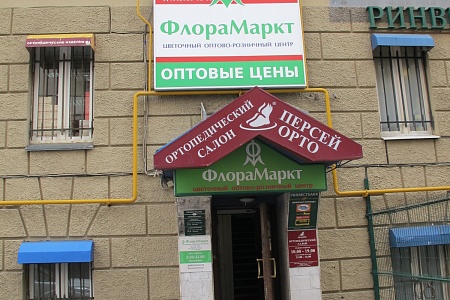 ФлораМаркт
ЦВЕТОЧНЫЙ ОПТОВО-РОЗНИЧНЫЙ ЦЕНТР
ОПТОВЫЕ ЦЕНЫ
РИНВ
ОРТОПЕДИЧЕСКИЙ САЛОН
ПЕРСЕЙ ОРТО
ФлораМаркт
ЦВЕТОЧНЫЙ ОПТОВО-РОЗНИЧНЫЙ ЦЕНТР